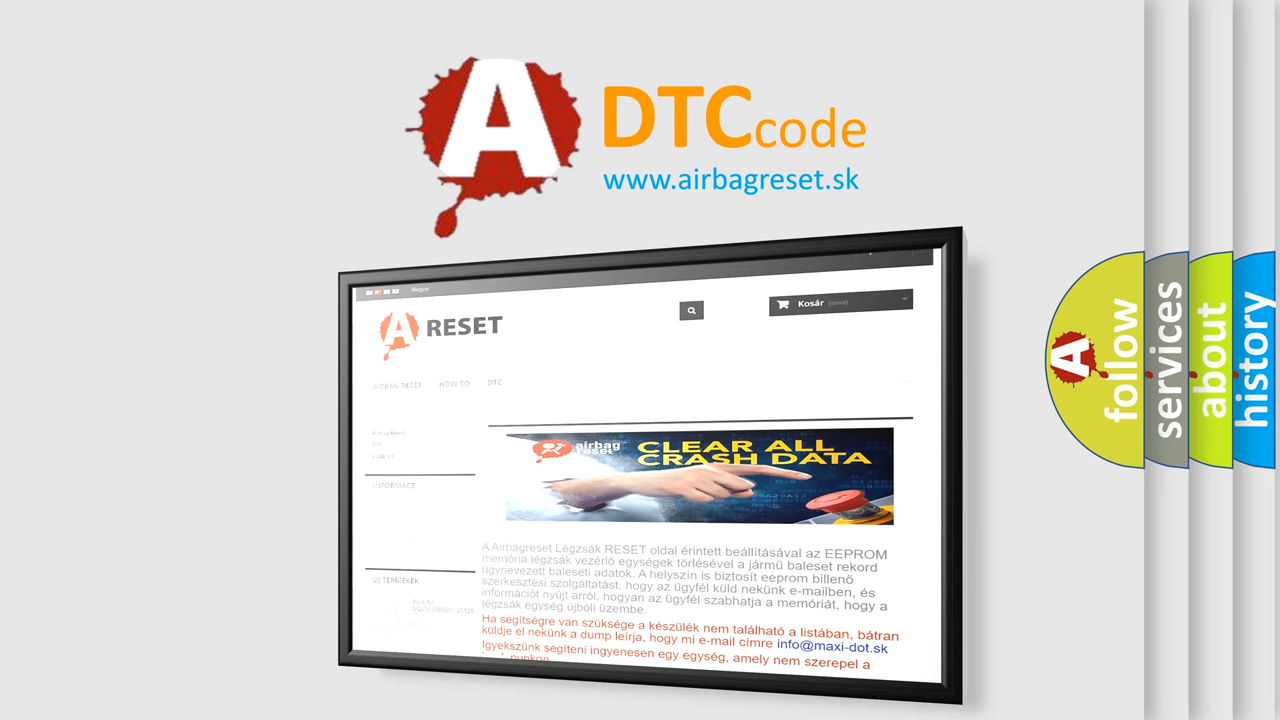 A
DTCcode
www.airbagreset.sk
Magyar
A RESET
Kosár (üres)
AIRBAG RESET HOW TO DTC
INFORMACE
airbag
reset
CLEAR ALL
CRASH DATA
A Airbagreset Légzsák RESET oldal érintett beállításával az EEPROM
memória légzsák vezérlő egységek törlésével a jármű baleset rekord
úgynevezett baleseti adatok. A helyszín is biztosít eeprom billenő
szerkesztési szolgáltatást, hogy az ügyfél küld nekünk e-mailben, és
információt nyújt arról, hogyan az ügyfél szabhatja a memóriát, hogy a
légzsák egység újbóli üzembe.
Ha segítségre van szüksége a készülék nem található a listában, bátran
küldje el nekünk a dump leírja, hogy mi e-mail címre info@maxi-dot.sk
Igyekszünk segíteni ingyenesen egy egység, amely nem szerepel a
ÚJ TERMÉKEK
A
follow
services
about
history